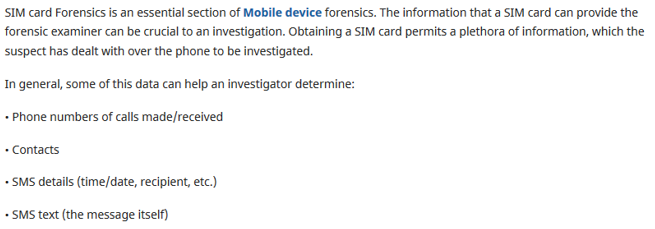 SIM card Forensics is an essential section of Mobile device forensics. The information that a SIM card can provide the
forensic examiner can be crucial to an investigation. Obtaining a SIM card permits a plethora of information, which the
suspect has dealt with over the phone to be investigated.
In general, some of this data can help an investigator determine:
• Phone numbers of calls made/received
• Contacts
• SMS details (time/date, recipient, etc.)
• SMS text (the message itself)